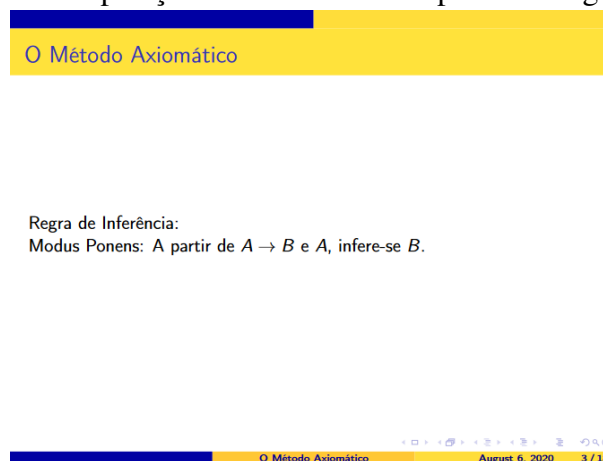 O Método Axiomático
Regra de Inferência:
Modus Ponens: A partir de A → B e A, infere-se B.
O Método Axiomático August 6, 2020 3 / 1